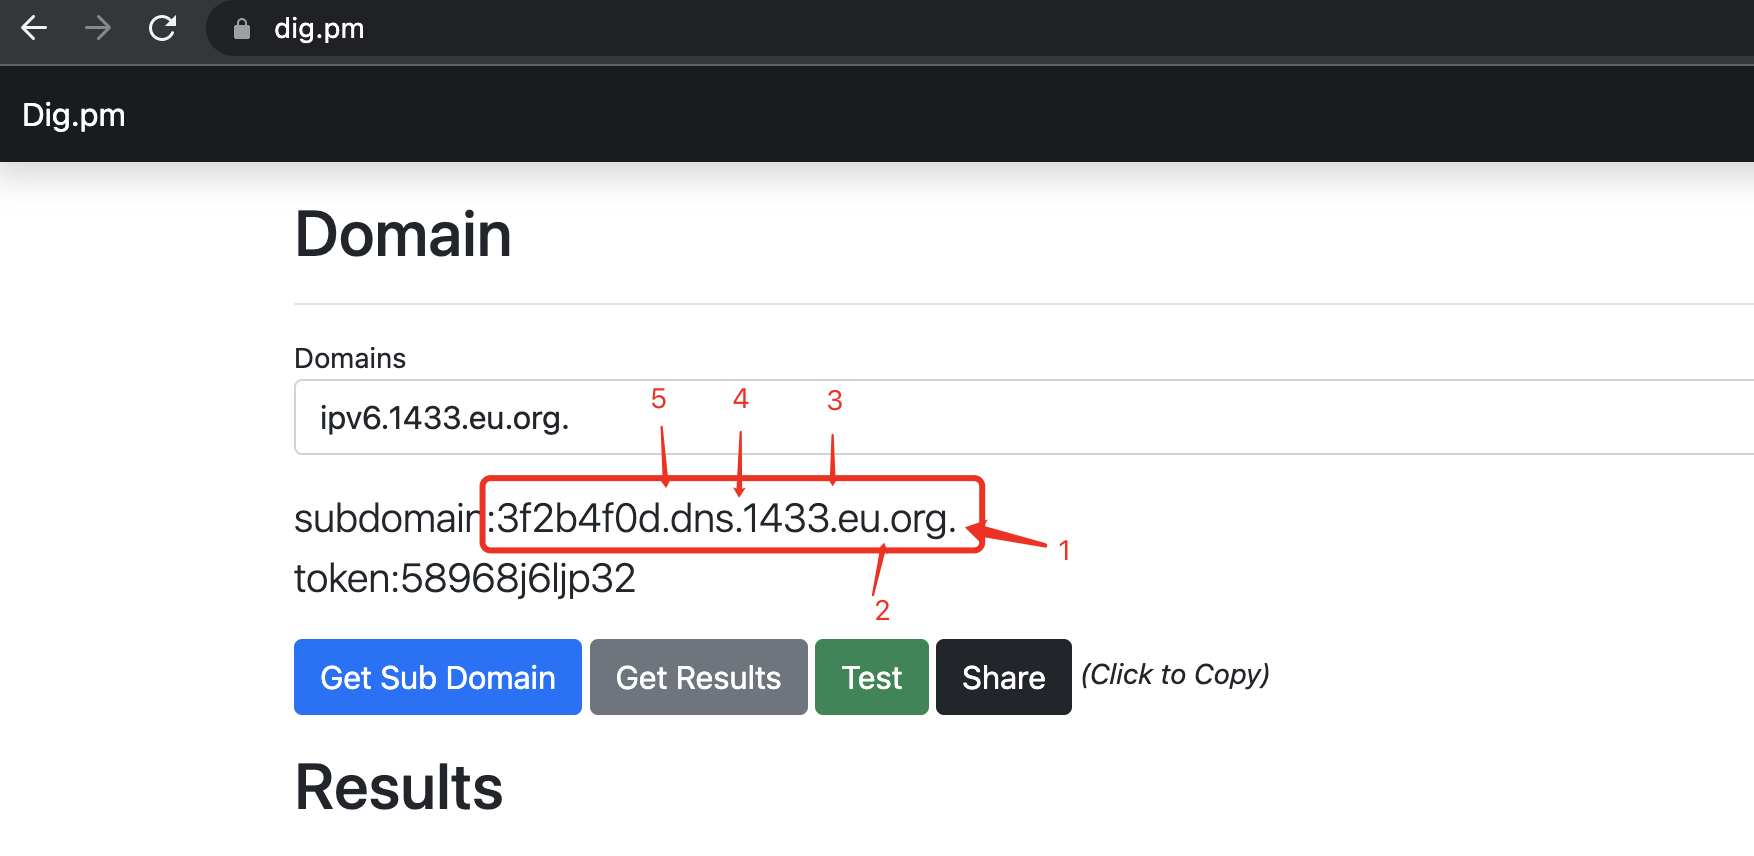 dig.pm
Dig.pm
Domain
Domains
5 4 3
ipv6.1433.eu.org.
subdomain:3f2b4f0d.dns.1433.eu.org.
1
token:58968j6ljp32
2
Get Sub Domain Get Results Test Share (Click to Copy)
Results